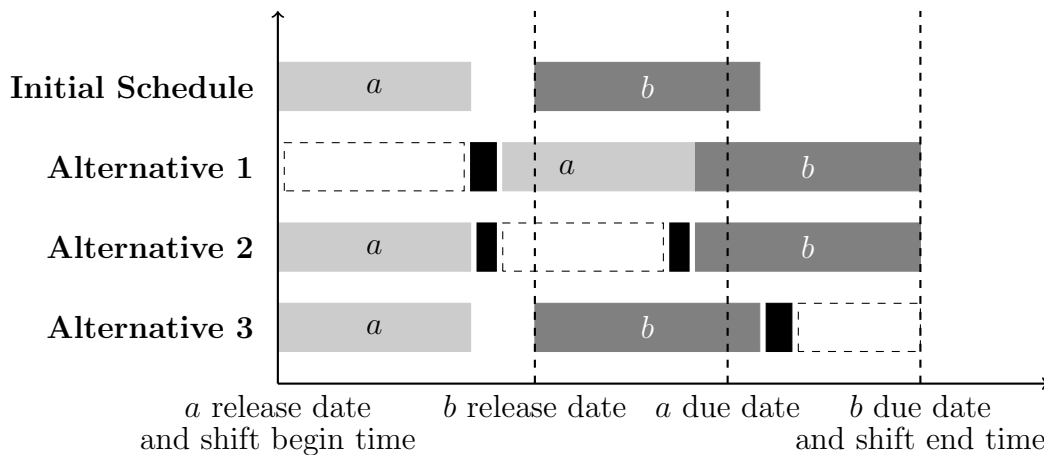 Initial Schedule
a
b
Alternative 1
a
b
Alternative 2
a
b
Alternative 3
a
b
a release date
and shift begin time
b release date
a due date
b due date
and shift end time